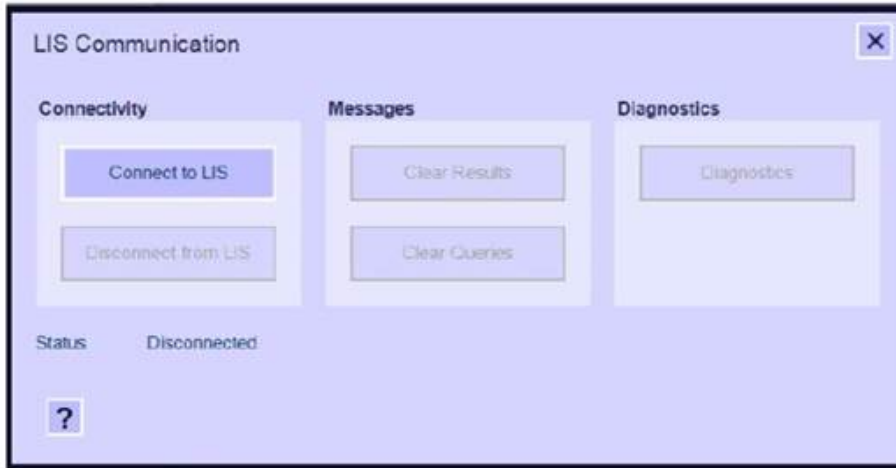 LIS Communication
X
Connectivity
Messages
Diagnostics
Connect to LIS
Clear Results
Diagnostics
Disconnect from LIS
Clear Queries
Status Disconnected
?